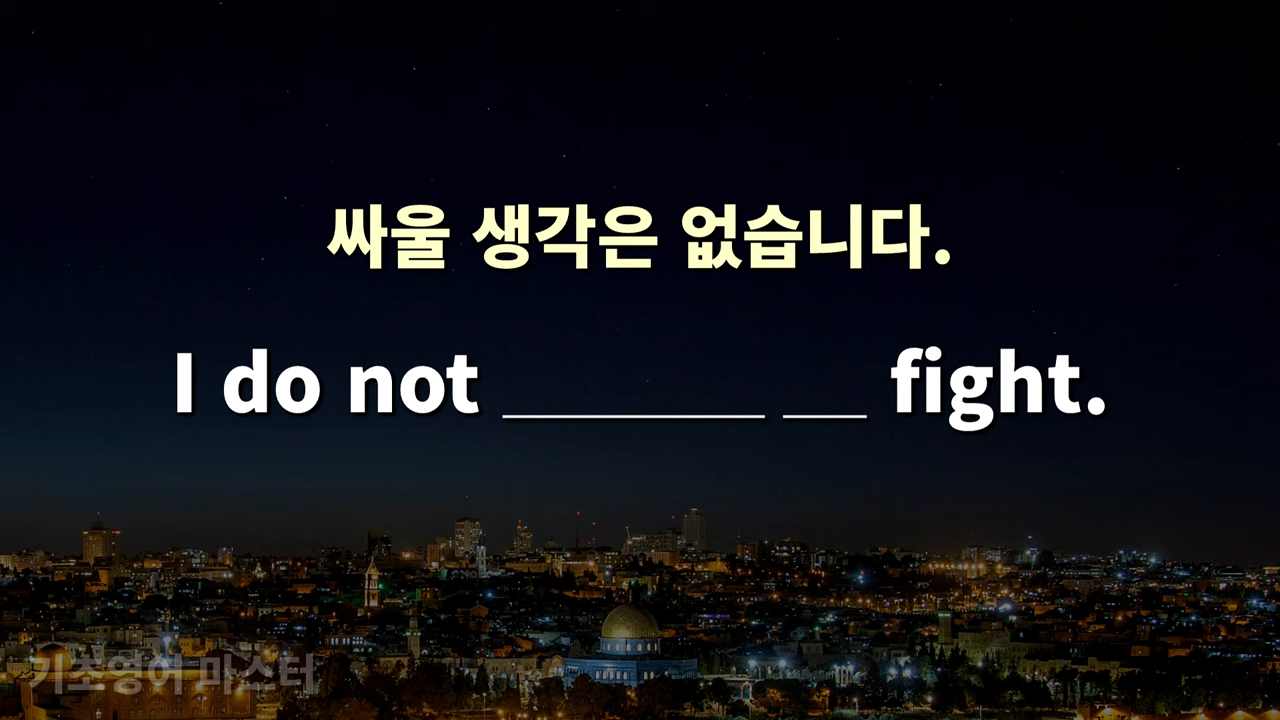 싸울 생각은 없습니다.
I do not ______ __ fight.
기초영어 마스터